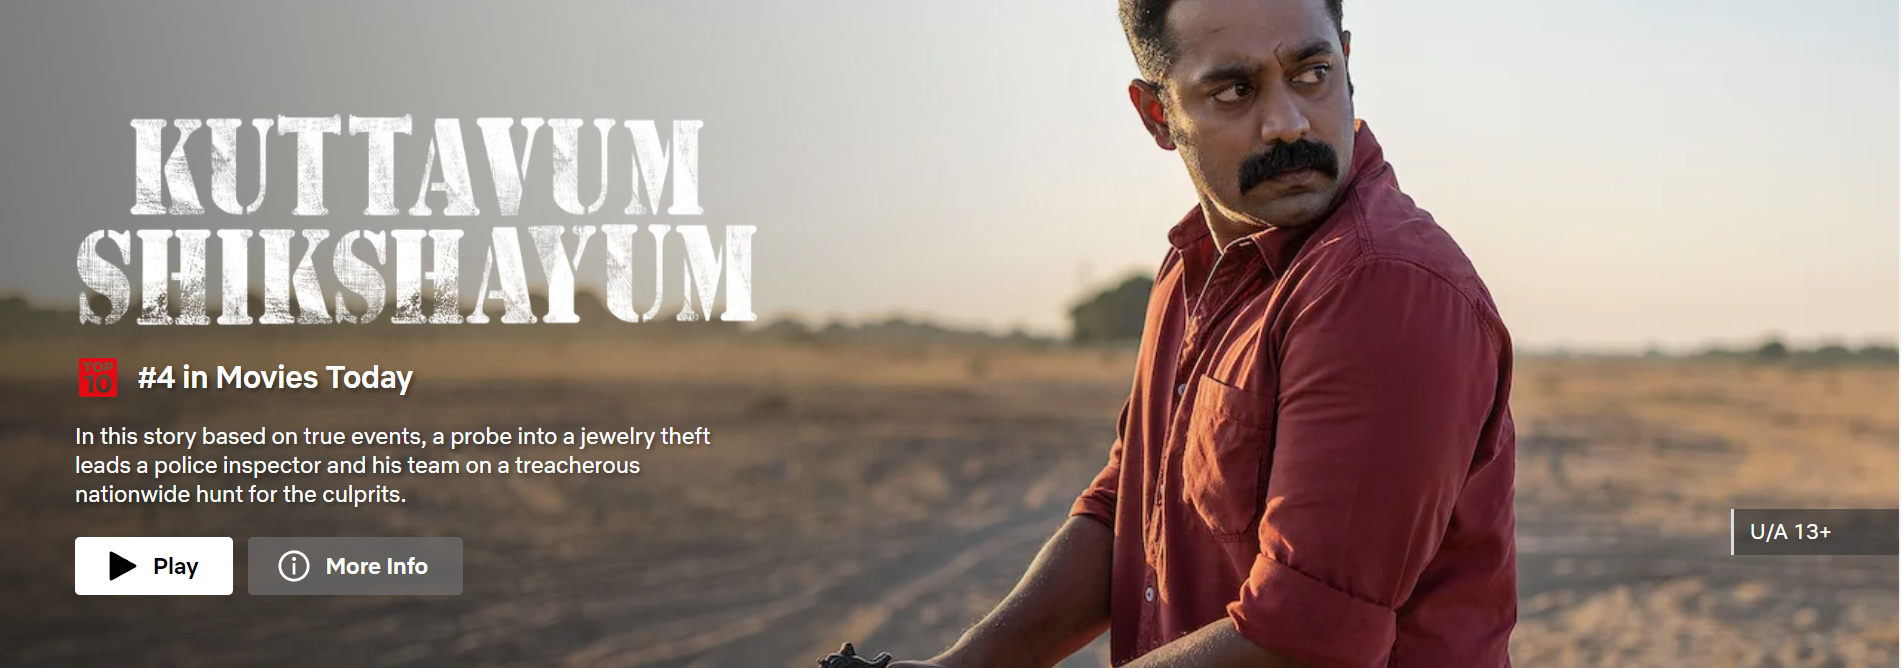 KUTTAVUM
SHIKSHAYUM
TOP
10
#4 in Movies Today
In this story based on true events, a probe into a jewelry theft
leads a police inspector and his team on a treacherous
nationwide hunt for the culprits.
Play
More Info
U/A 13+